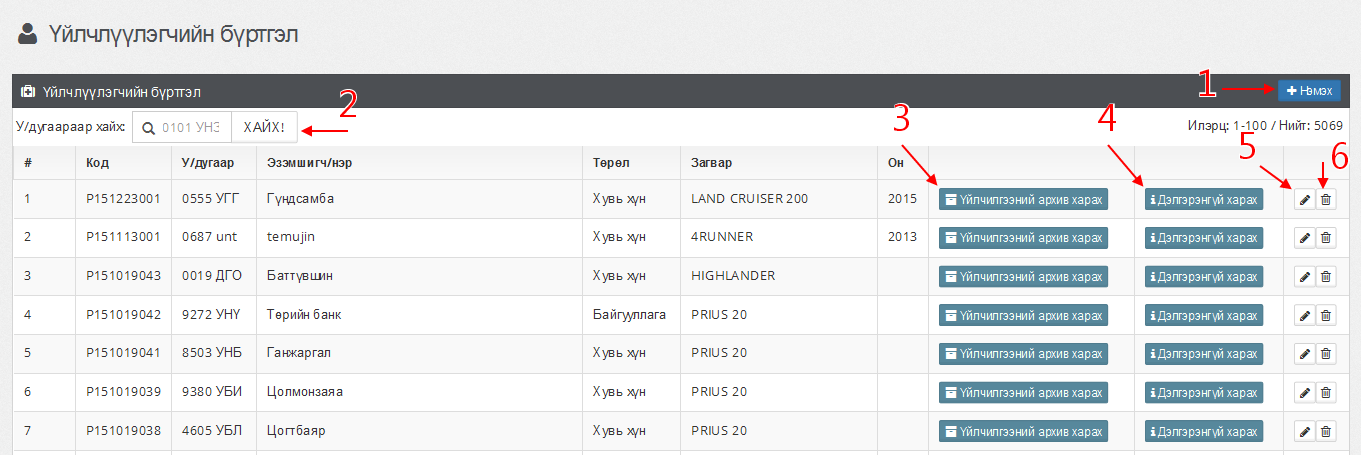 Үйлчлүүлэгчийн бүртгэл
Үйлчлүүлэгчийн бүртгэл 1 Нэмэх
У/дугаараар хайх: 0101 УНЗ ХАЙХ! 2 3 4 Илэрц: 1-100 / Нийт: 5069
5 6
# Код У/дугаар Эзэмшигч/нэр Төрөл Загвар Он
1 P151223001 0555 УГГ Гүндсамба Хувь хүн LAND CRUISER 200 2015 Үйлчилгээний архив харах Дэлгэрэнгүй харах
2 P151113001 0687 unt temujin Хувь хүн 4RUNNER 2013 Үйлчилгээний архив харах Дэлгэрэнгүй харах
3 P151019043 0019 ДГО Баттүвшин Хувь хүн HIGHLANDER Үйлчилгээний архив харах Дэлгэрэнгүй харах
4 P151019042 9272 УНҮ Төрийн банк Байгууллага PRIUS 20 Үйлчилгээний архив харах Дэлгэрэнгүй харах
5 P151019041 8503 УНБ Ганжаргал Хувь хүн PRIUS 20 Үйлчилгээний архив харах Дэлгэрэнгүй харах
6 P151019039 9380 УБИ Цолмонзаяа Хувь хүн PRIUS 20 Үйлчилгээний архив харах Дэлгэрэнгүй харах
7 P151019038 4605 УБЛ Цогтбаяр Хувь хүн PRIUS 20 Үйлчилгээний архив харах Дэлгэрэнгүй харах